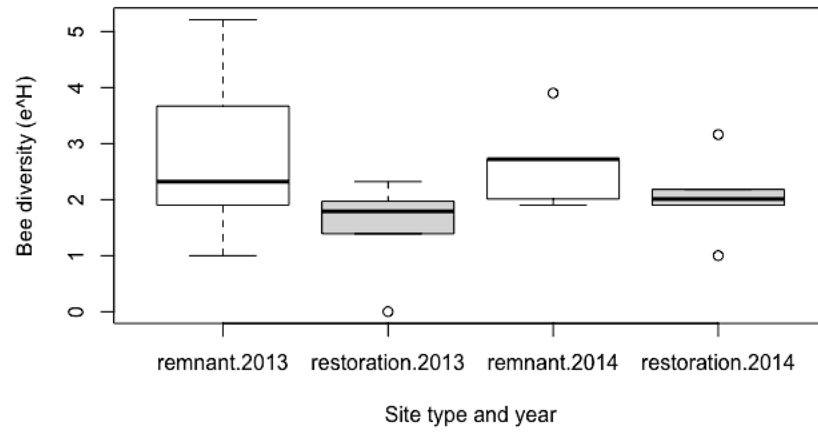 Bee diversity (e^H)
5
4
3
2
1
0
remnant.2013 restoration.2013 remnant.2014 restoration.2014
Site type and year